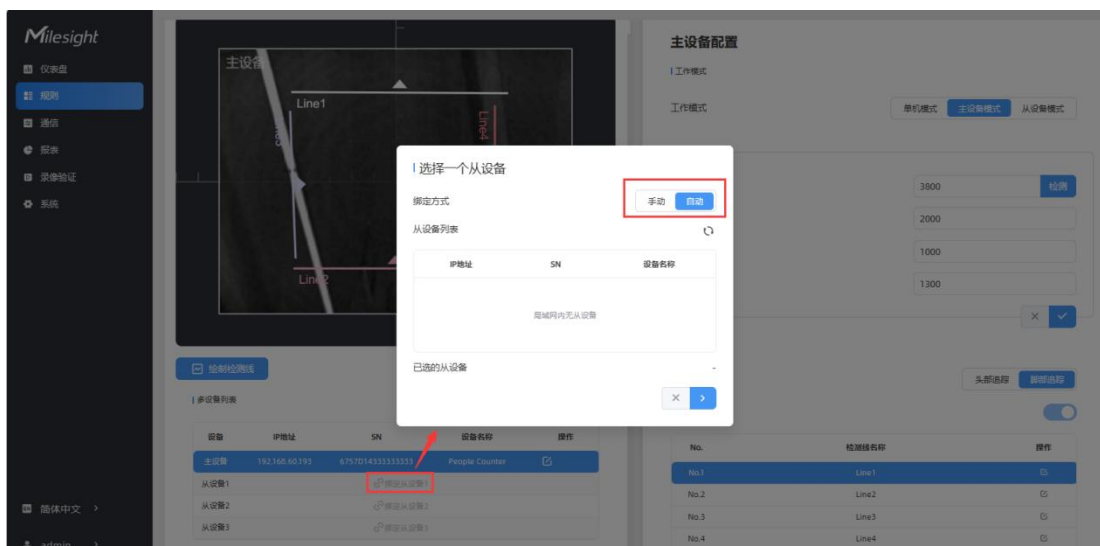 Milesight
仪表盘
规则
通信
报表
录像验证
系统
简体中文
admin
主设备
Line1
Line4
Line2
绘制检测线
多设备列表
设备 IP地址 SN 设备名称 操作
主设备 192.168.60.193 6757D14333333333 People Counter
从设备1 绑定从设备1
从设备2 绑定从设备2
从设备3 绑定从设备3
选择一个从设备
绑定方式 手动 自动
从设备列表
IP地址 SN 设备名称
局域网内无从设备
已选的从设备 -
主设备配置
工作模式
工作模式 单机模式 主设备模式 从设备模式
3800 检测
2000
1000
1300
头部追踪 脚部追踪
No. 检测线名称 操作
No.1 Line1
No.2 Line2
No.3 Line3
No.4 Line4